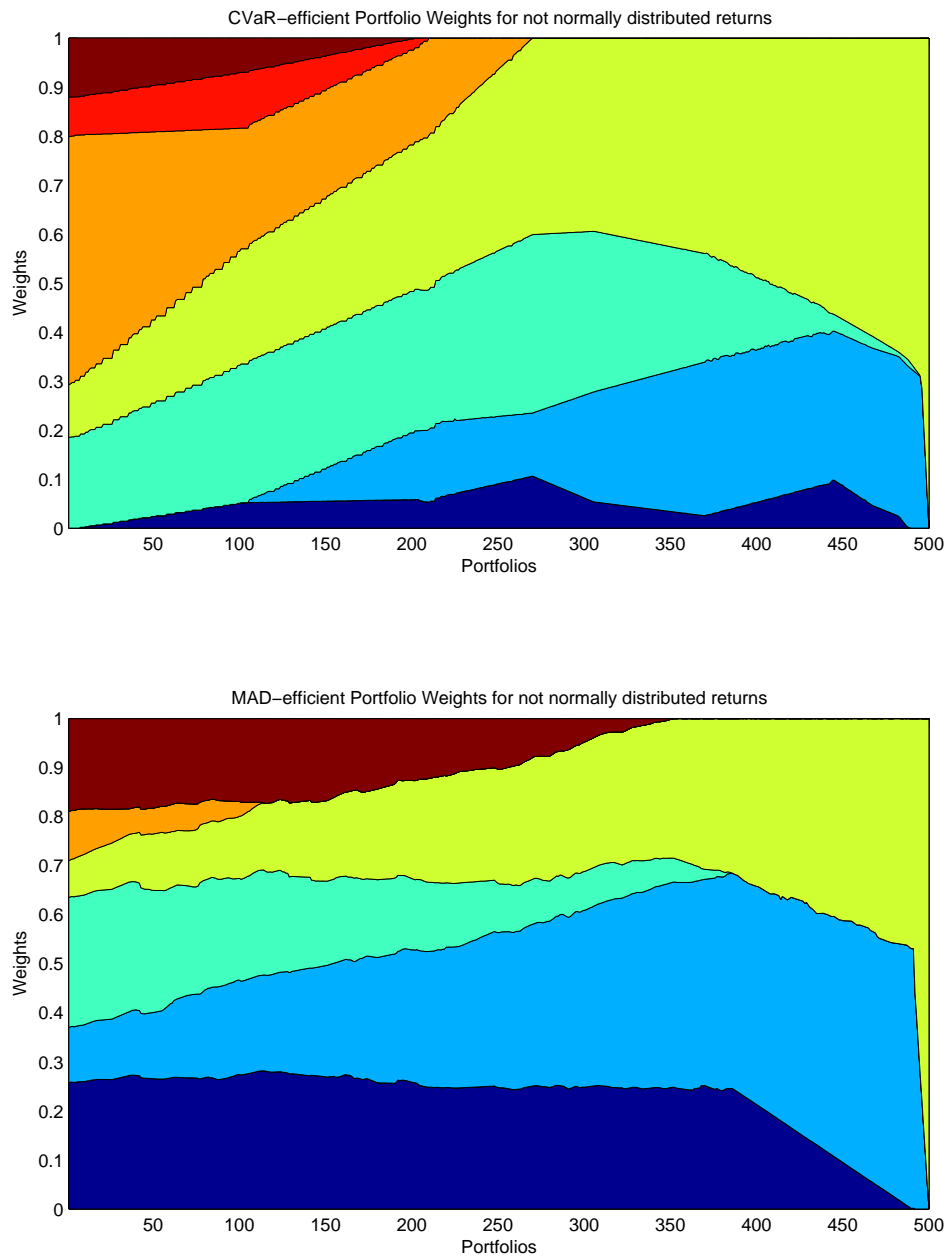 CVaR−efficient Portfolio Weights for not normally distributed returns
1
0.9
0.8
0.7
0.6
0.5
0.4
0.3
0.2
0.1
0
Weights
50 100 150 200 250 300 350 400 450 500
Portfolios
MAD−efficient Portfolio Weights for not normally distributed returns
1
0.9
0.8
0.7
0.6
0.5
0.4
0.3
0.2
0.1
0
Weights
50 100 150 200 250 300 350 400 450 500
Portfolios